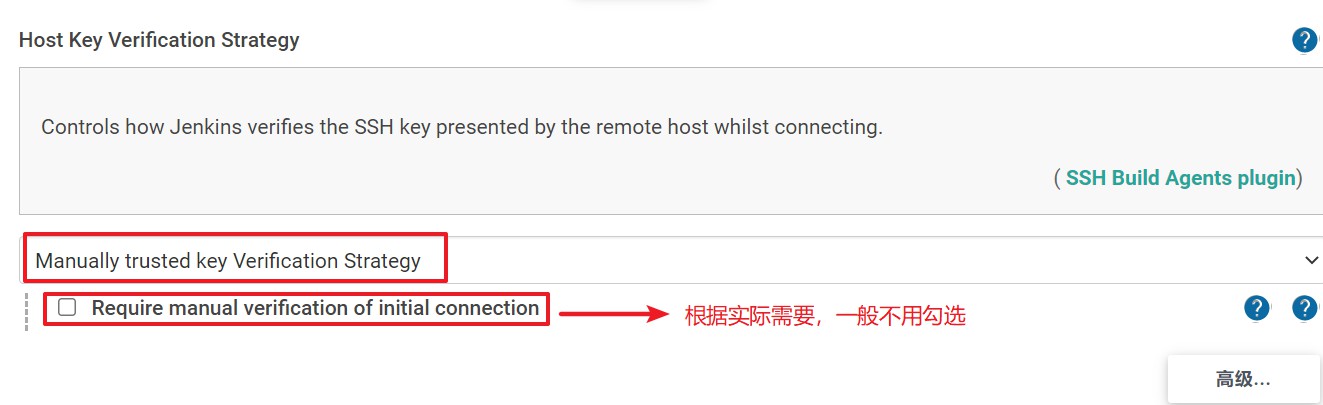 Host Key Verification Strategy
?
Controls how Jenkins verifies the SSH key presented by the remote host whilst connecting.
( SSH Build Agents plugin)
Manually trusted key Verification Strategy
Require manual verification of initial connection 根据实际需要，一般不用勾选 ? ?
高级...